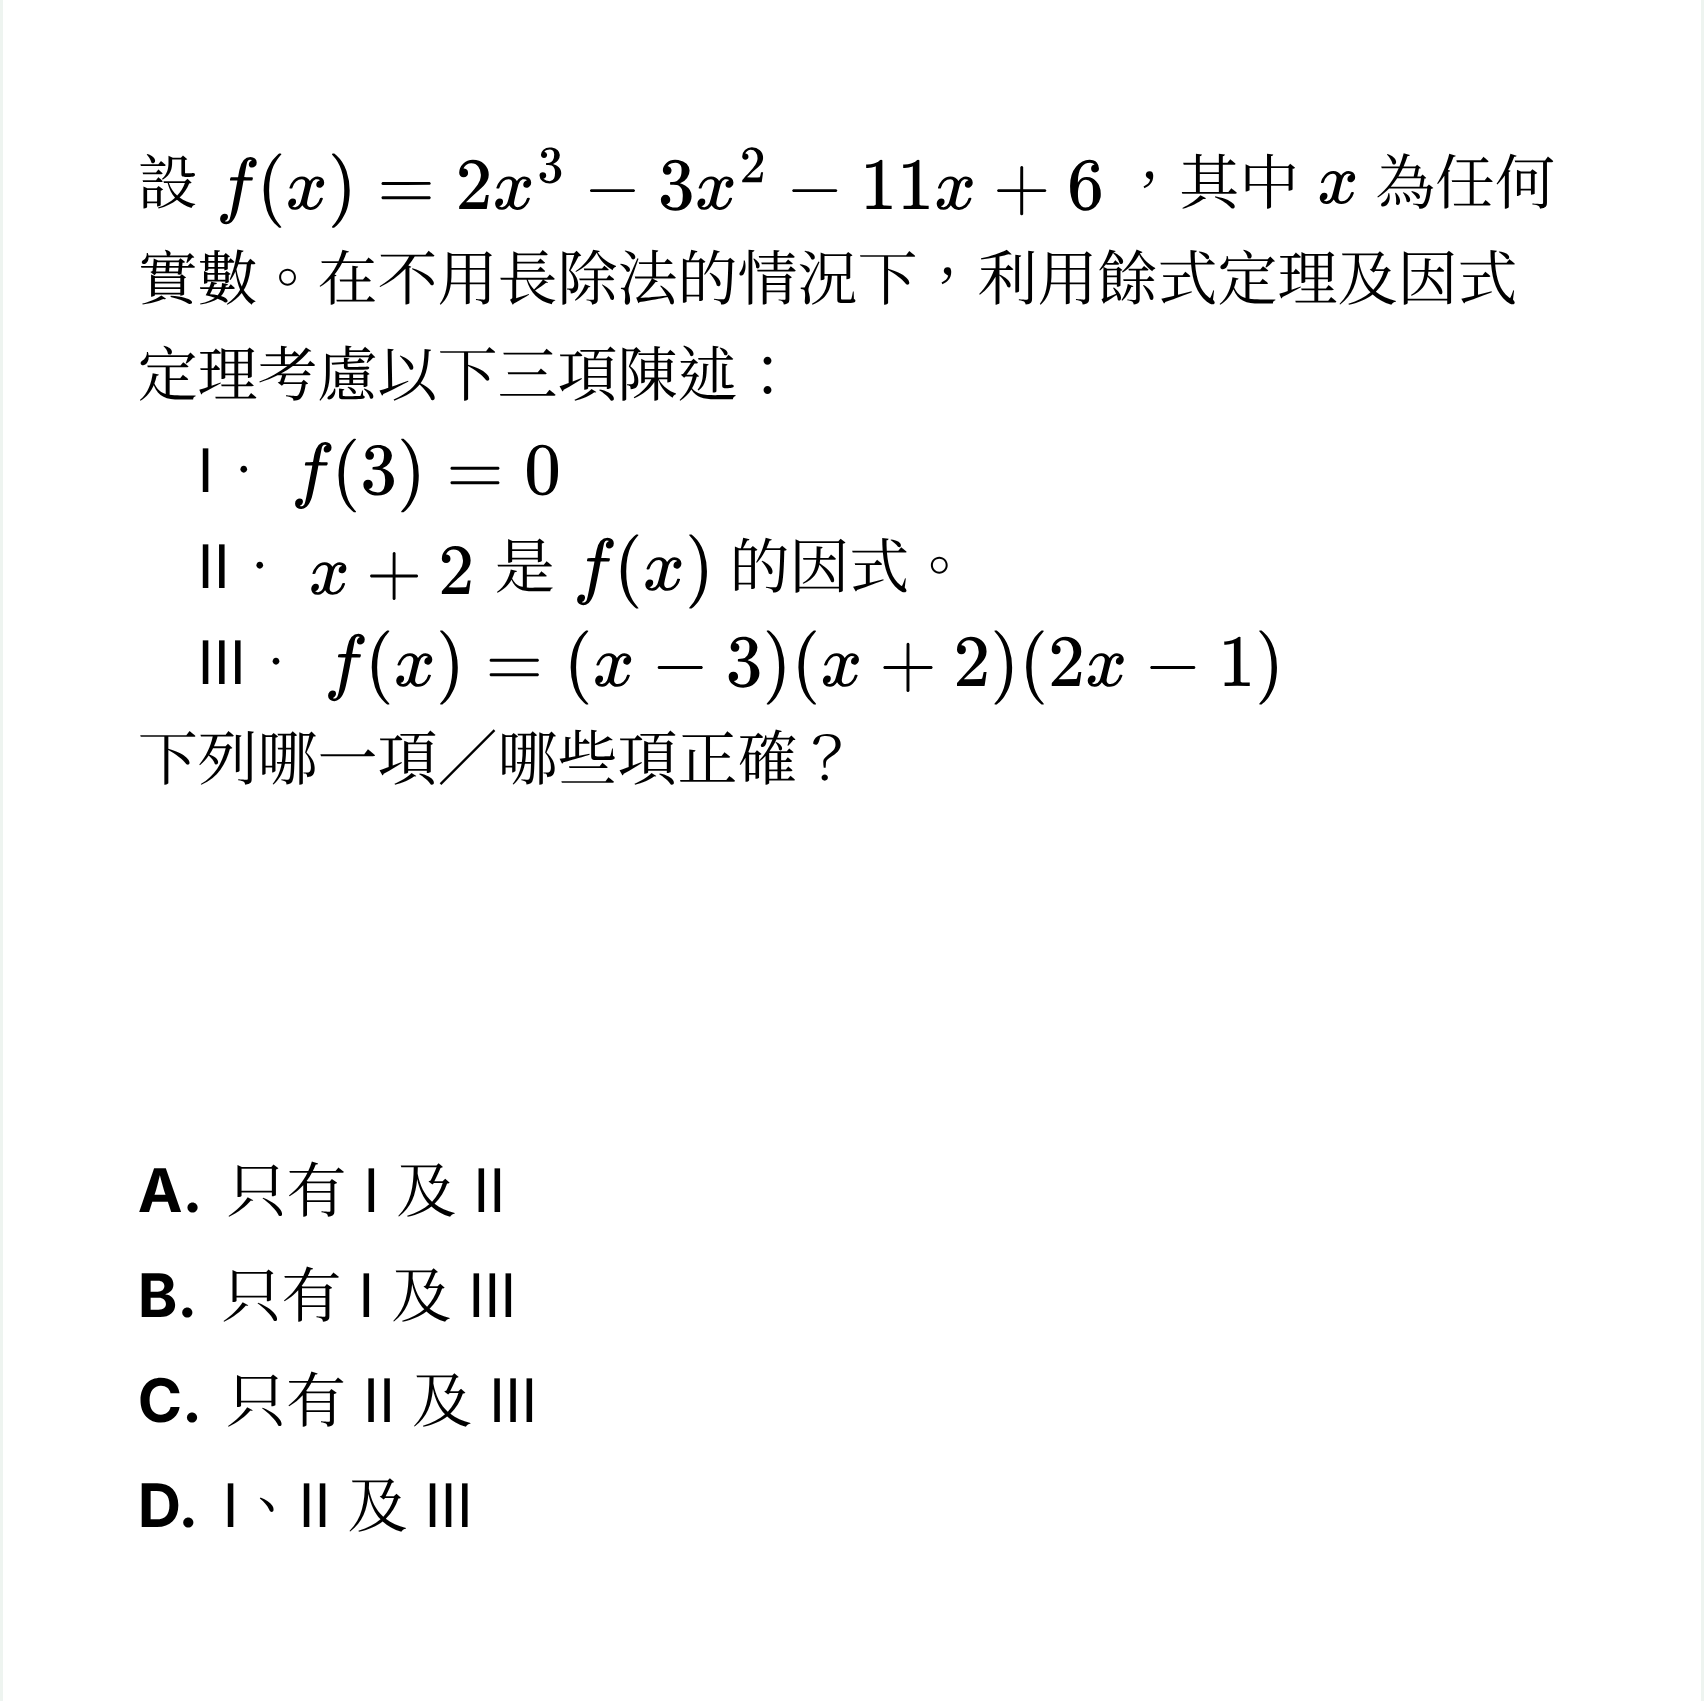 設 f(x) = 2x³ − 3x² − 11x + 6 ，其中 x 為任何
實數。在不用長除法的情況下，利用餘式定理及因式
定理考慮以下三項陳述：
I． f(3) = 0
II． x + 2 是 f(x) 的因式。
III． f(x) = (x − 3)(x + 2)(2x − 1)
下列哪一項／哪些項正確？
A. 只有 I 及 II
B. 只有 I 及 III
C. 只有 II 及 III
D. I、II 及 III